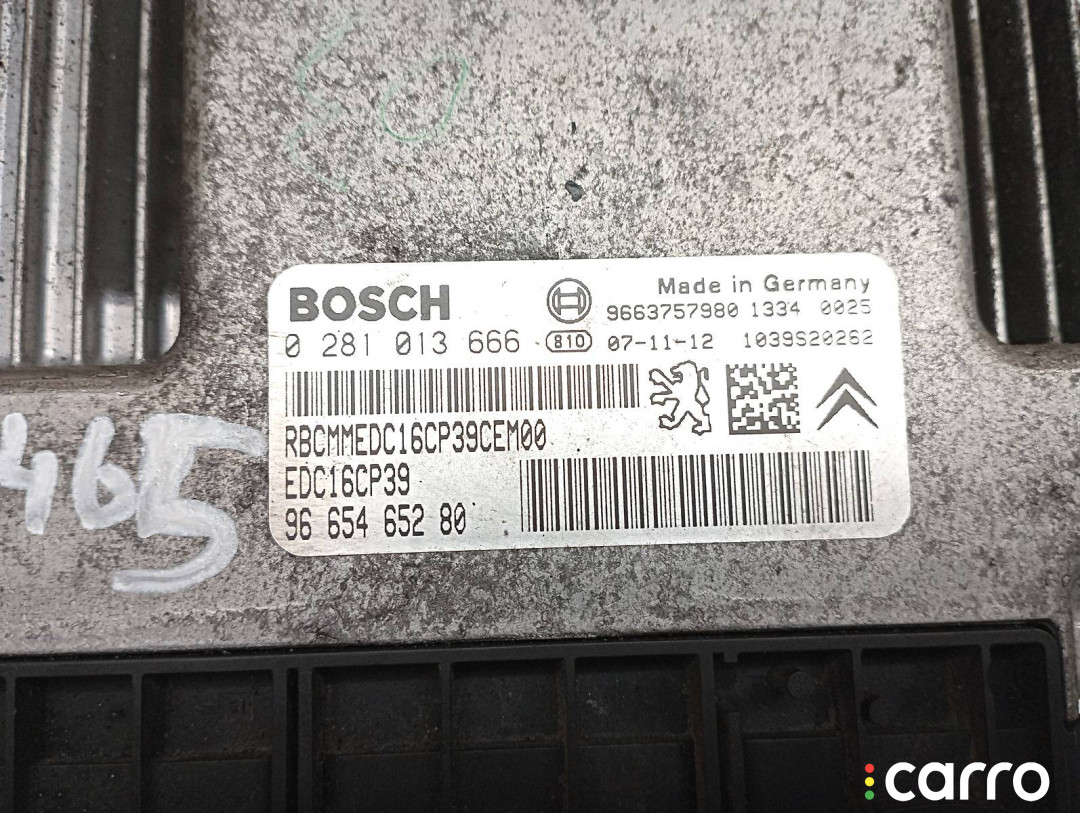 BOSCH
Made in Germany
9663757980 1334 0025
0 281 013 666 810 07-11-12 1039S20262
RBCMMEDC16CP39CEM00
EDC16CP39
96 654 652 80
465
carro